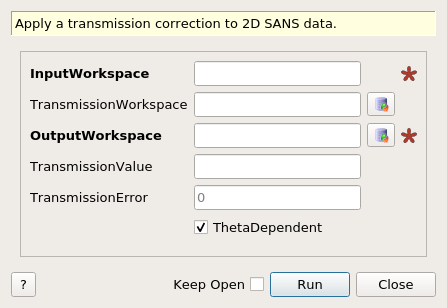 Apply a transmission correction to 2D SANS data.
InputWorkspace
TransmissionWorkspace
OutputWorkspace
TransmissionValue
TransmissionError 0
ThetaDependent
? Keep Open Run Close